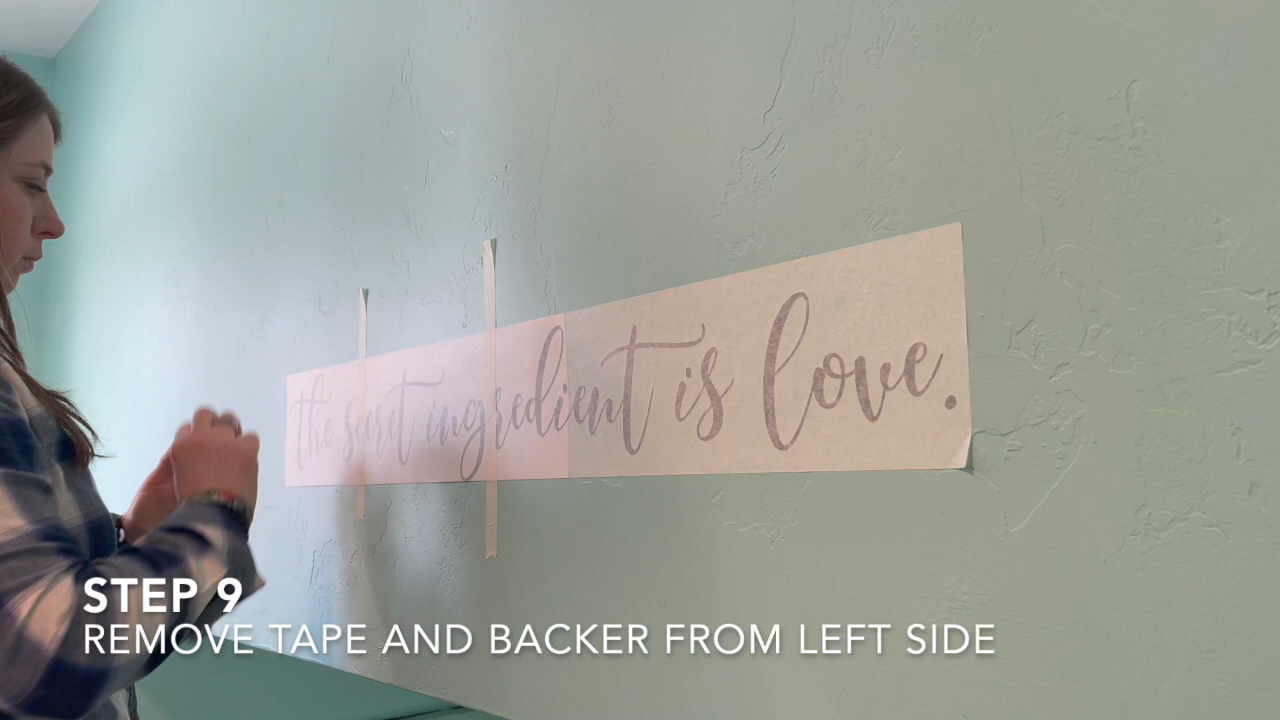 the secret ingredient is love.
STEP 9
REMOVE TAPE AND BACKER FROM LEFT SIDE